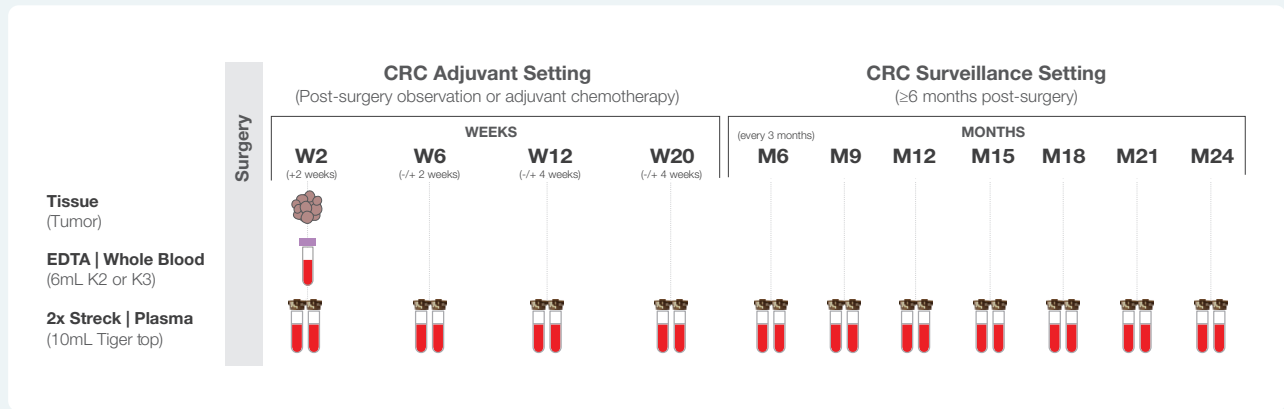 CRC Adjuvant Setting
(Post-surgery observation or adjuvant chemotherapy)
CRC Surveillance Setting
(≥6 months post-surgery)
Surgery
WEEKS
W2
(+2 weeks)
W6
(-/+ 2 weeks)
W12
(-/+ 4 weeks)
W20
(-/+ 4 weeks)
(every 3 months)
MONTHS
M6
M9
M12
M15
M18
M21
M24
Tissue
(Tumor)
EDTA | Whole Blood
(6mL K2 or K3)
2x Streck | Plasma
(10mL Tiger top)